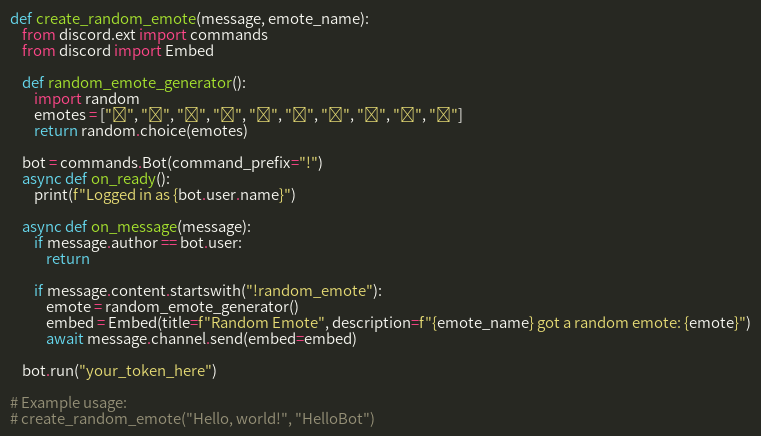 def create_random_emote(message, emote_name):
    from discord.ext import commands
    from discord import Embed

    def random_emote_generator():
        import random
        emotes = ["", "", "", "", "", "", "", "", "", ""]
        return random.choice(emotes)

    bot = commands.Bot(command_prefix="!")
    async def on_ready():
        print(f"Logged in as {bot.user.name}")

    async def on_message(message):
        if message.author == bot.user:
            return

        if message.content.startswith("!random_emote"):
            emote = random_emote_generator()
            embed = Embed(title=f"Random Emote", description=f"{emote_name} got a random emote: {emote}")
            await message.channel.send(embed=embed)

    bot.run("your_token_here")

# Example usage:
# create_random_emote("Hello, world!", "HelloBot")